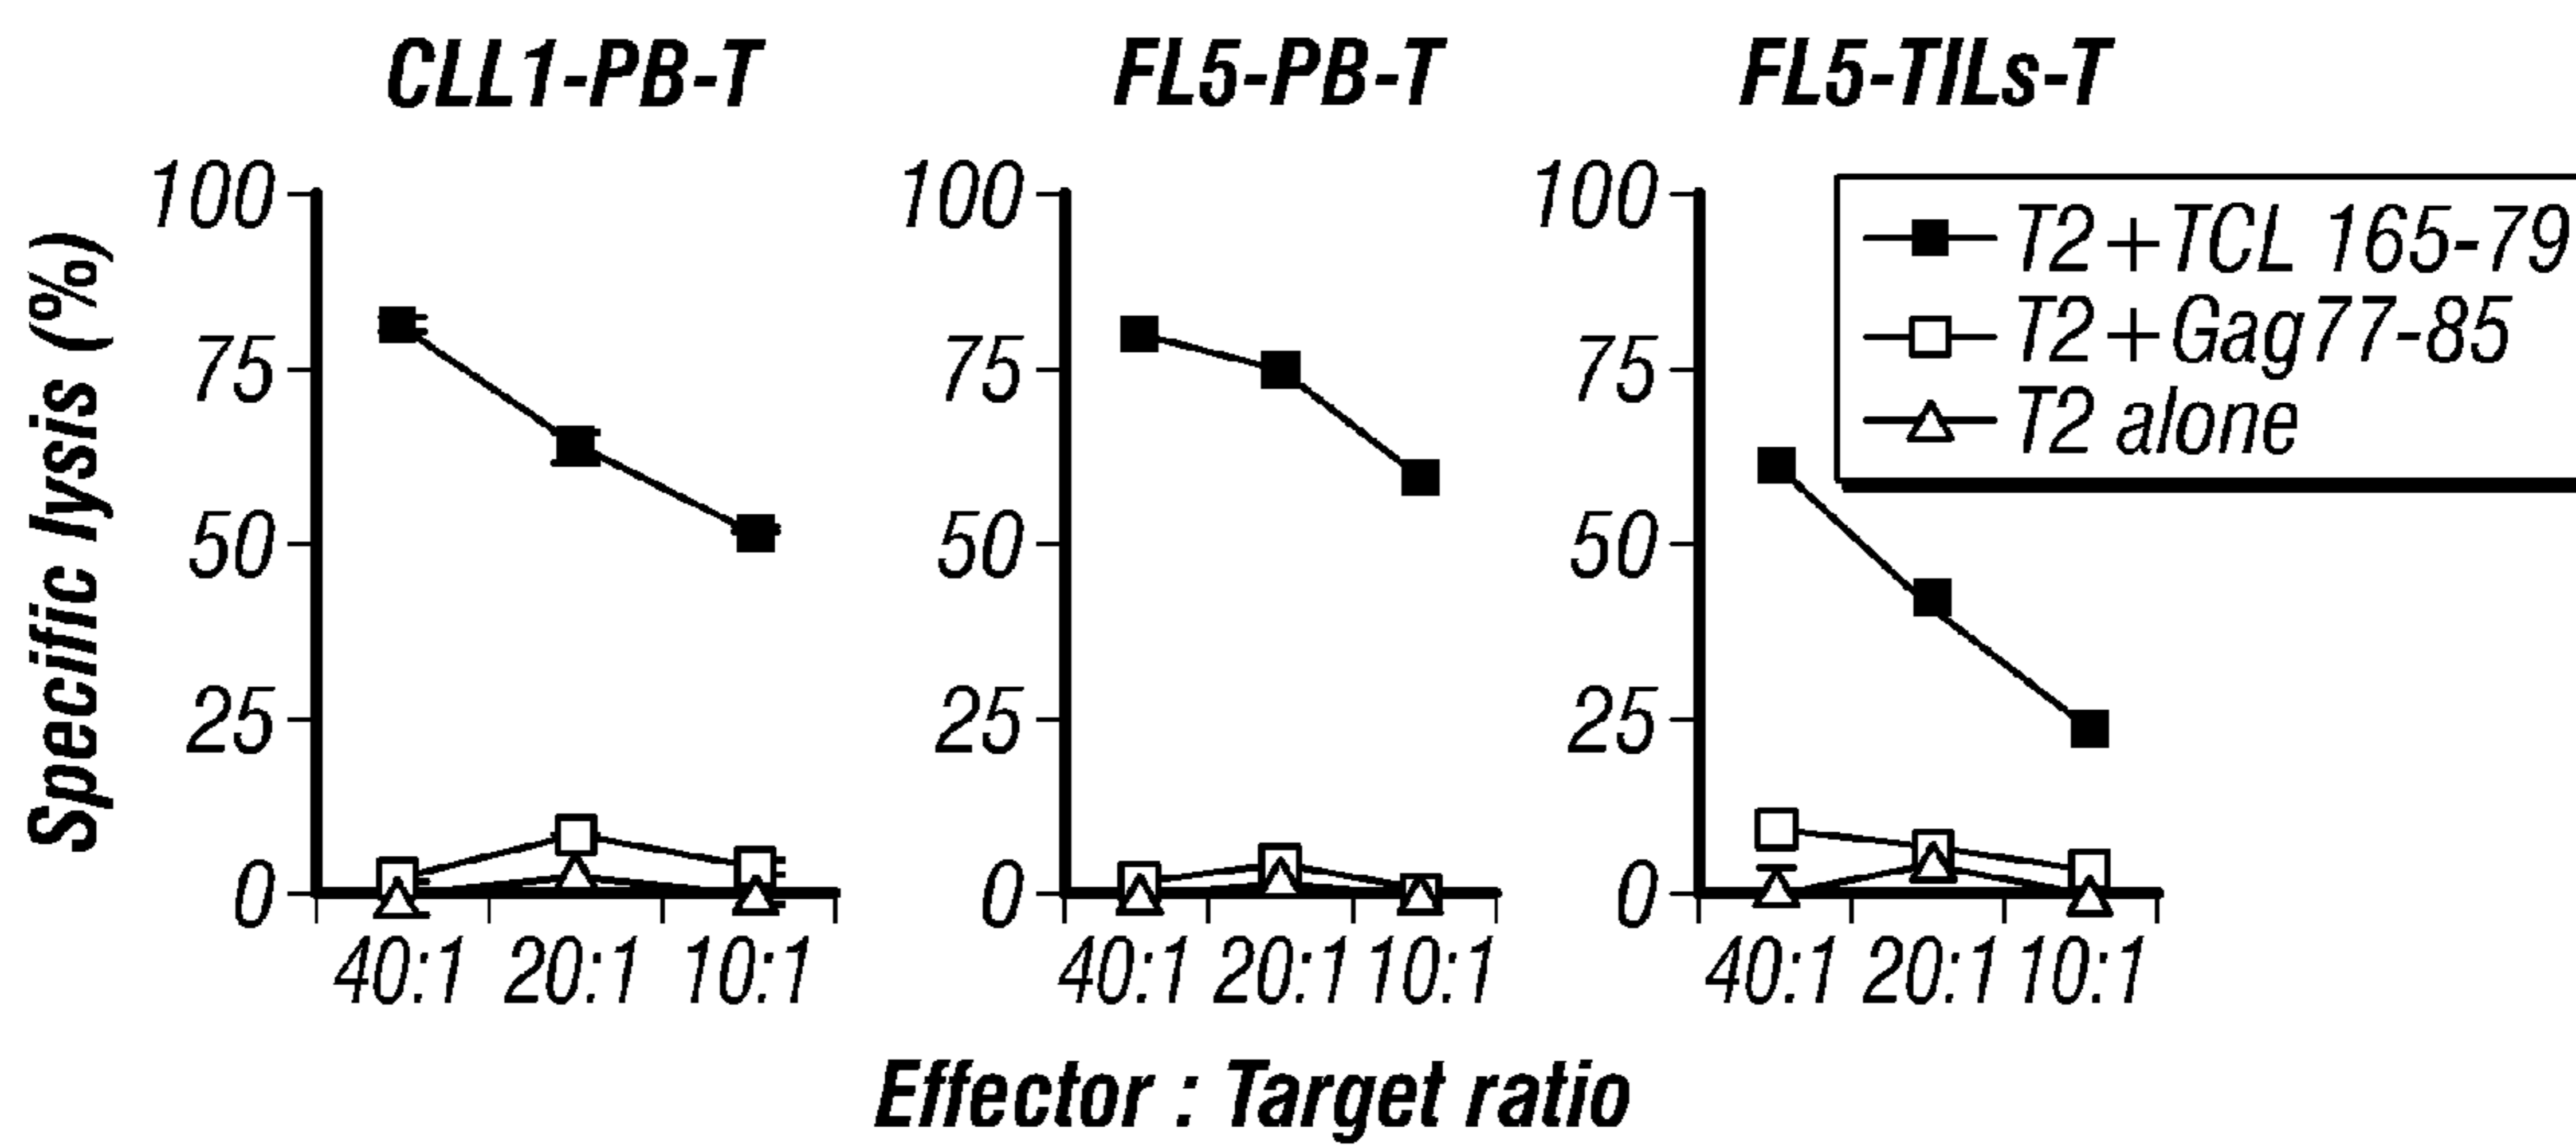 CLL1-PB-T
FL5-PB-T
FL5-TILs-T
Specific lysis (%)
100
75
50
25
0
40:1 20:1 10:1
100
75
50
25
0
40:1 20:1 10:1
100
75
50
25
0
40:1 20:1 10:1
T2+TCL 165-79
T2+Gag77-85
T2 alone
Effector : Target ratio